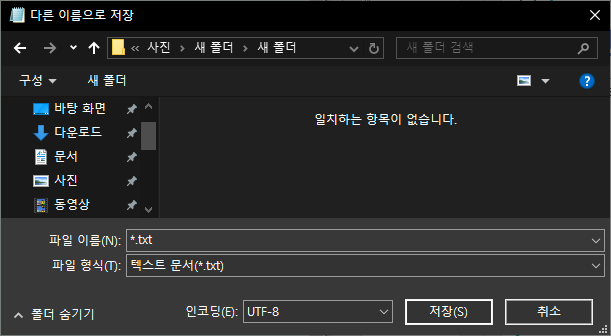 다른 이름으로 저장
« 사진 > 새 폴더 > 새 폴더
새 폴더 검색
구성
새 폴더
바탕 화면
다운로드
문서
사진
동영상
일치하는 항목이 없습니다.
파일 이름(N): *.txt
파일 형식(T): 텍스트 문서(*.txt)
폴더 숨기기
인코딩(E): UTF-8
저장(S)
취소